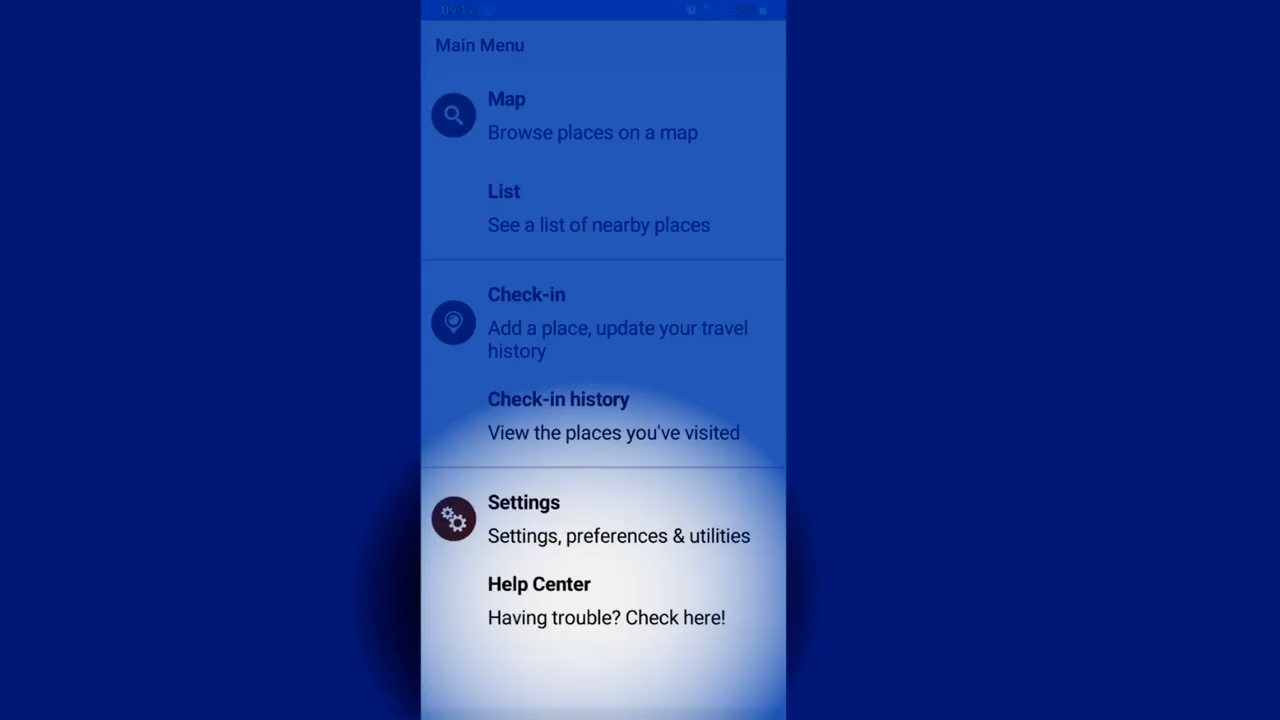 09:17
Main Menu
Map
Browse places on a map
List
See a list of nearby places
Check-in
Add a place, update your travel
history
Check-in history
View the places you've visited
Settings
Settings, preferences & utilities
Help Center
Having trouble? Check here!